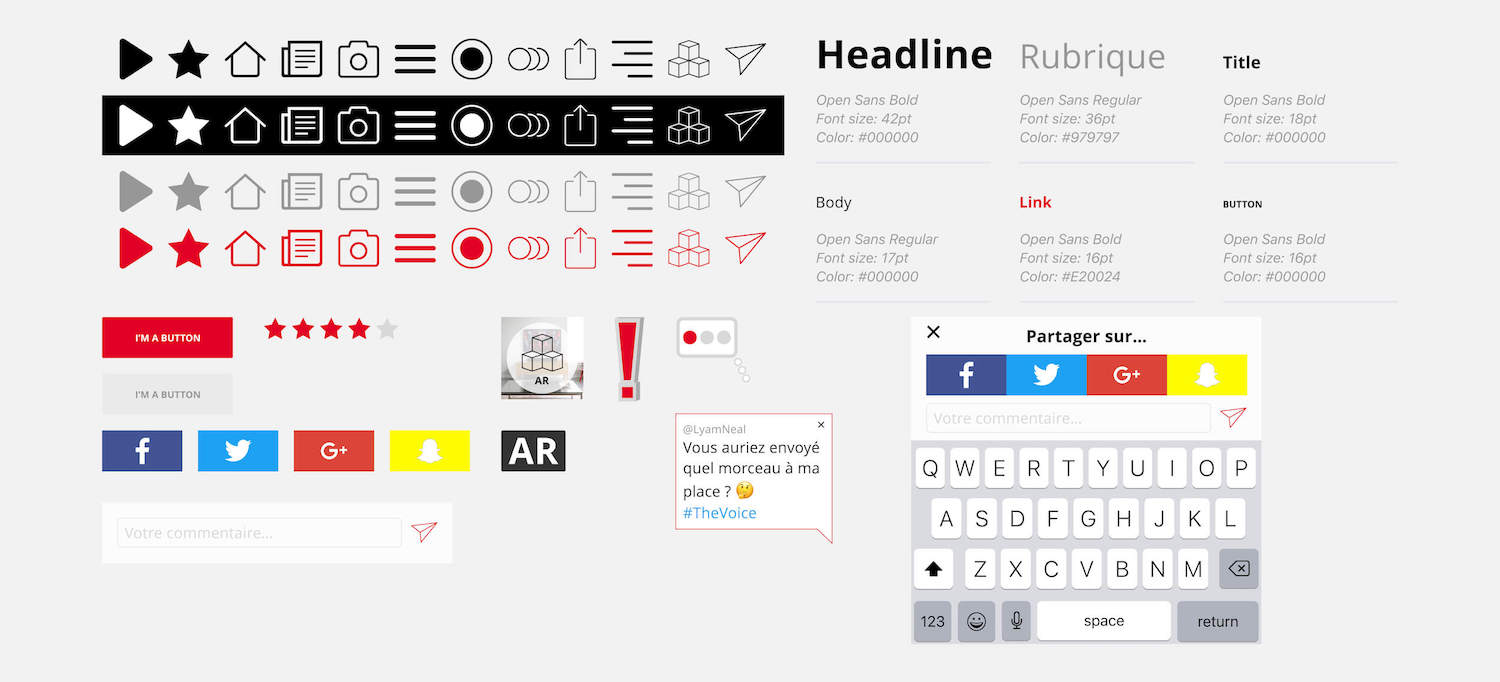 Headline
Open Sans Bold
Font size: 42pt
Color: #000000
Rubrique
Open Sans Regular
Font size: 36pt
Color: #979797
Title
Open Sans Bold
Font size: 18pt
Color: #000000
Body
Open Sans Regular
Font size: 17pt
Color: #000000
Link
Open Sans Bold
Font size: 16pt
Color: #E20024
BUTTON
Open Sans Bold
Font size: 16pt
Color: #000000
I'M A BUTTON
I'M A BUTTON
f
G+
Votre commentaire...
AR
AR
@LyamNeal
Vous auriez envoyé
quel morceau à ma
place ? 🤔
#TheVoice
Partager sur...
f
G+
Votre commentaire...
Q W E R T Y U I O P
A S D F G H J K L
Z X C V B N M
123 space return